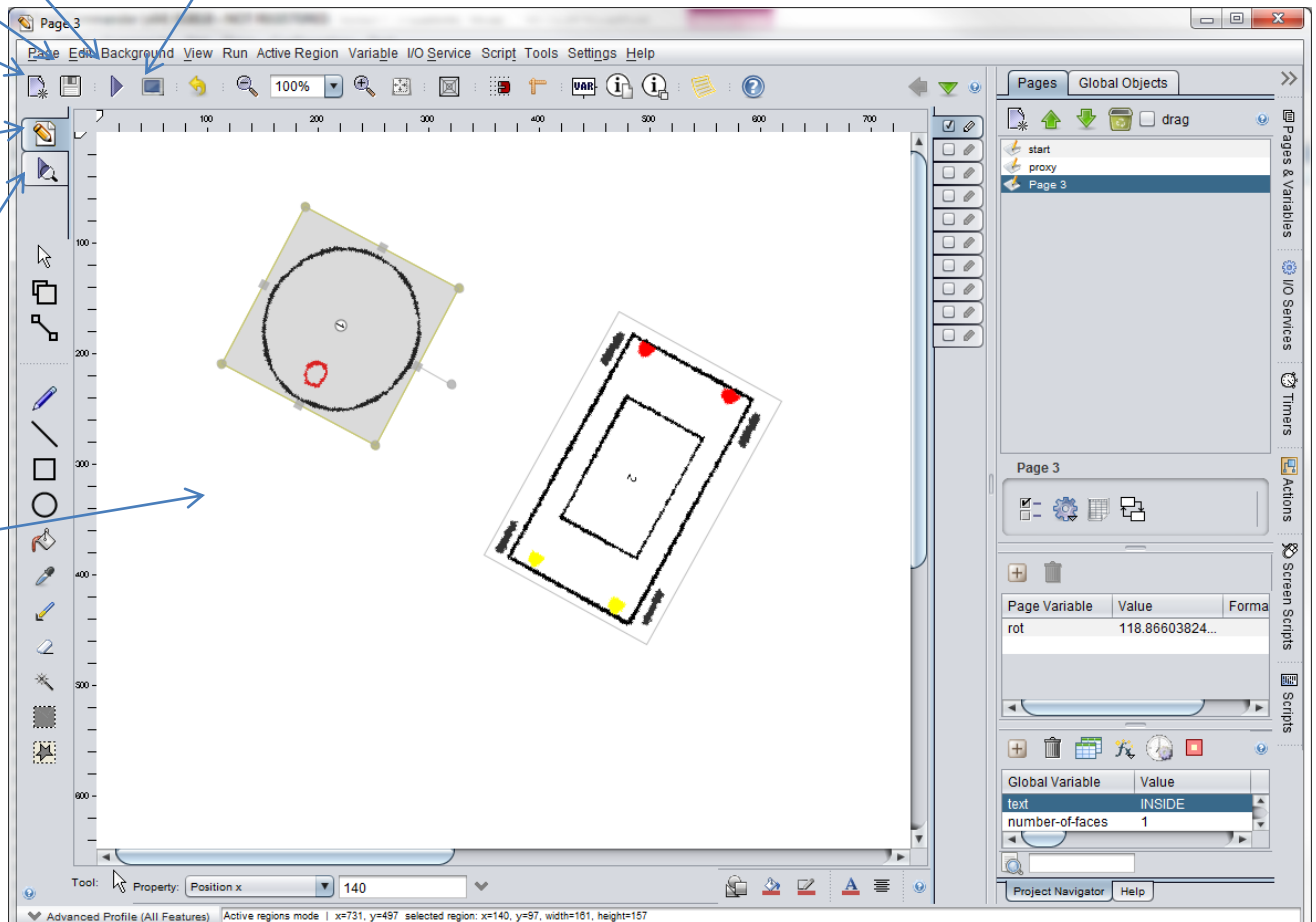 Page 3
Page Edit Background View Run Active Region Variable I/O Service Script Tools Settings Help
100%
VAR
Pages Global Objects
drag
start
proxy
Page 3
100 200 300 400 500 600 700
100
200
300
400
500
600
1
2
Pages & Variables
I/O Services
Timers
Actions
Screen Scripts
Scripts
Page 3
Page Variable Value Forma
rot 118.86603824...
Global Variable Value
text INSIDE
number-of-faces 1
Project Navigator Help
Tool: Property: Position x 140
Advanced Profile (All Features) Active regions mode | x=731, y=497 selected region: x=140, y=97, width=161, height=157